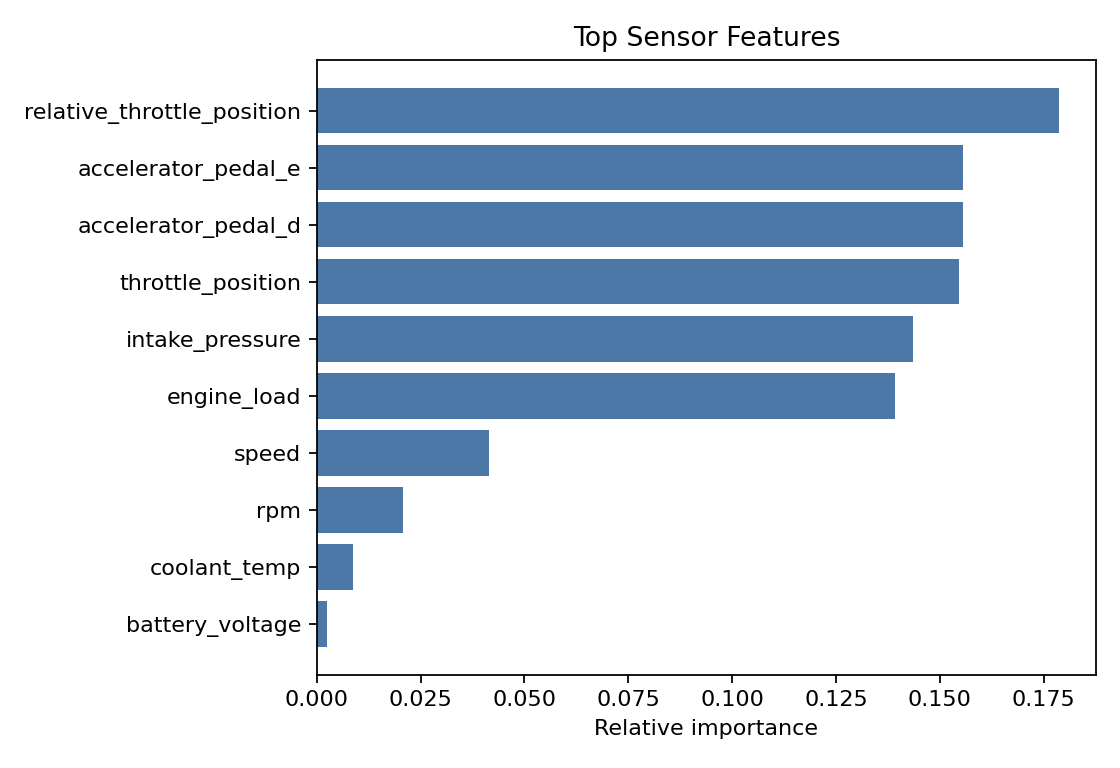 Top Sensor Features
relative_throttle_position
accelerator_pedal_e
accelerator_pedal_d
throttle_position
intake_pressure
engine_load
speed
rpm
coolant_temp
battery_voltage
0.000 0.025 0.050 0.075 0.100 0.125 0.150 0.175
Relative importance